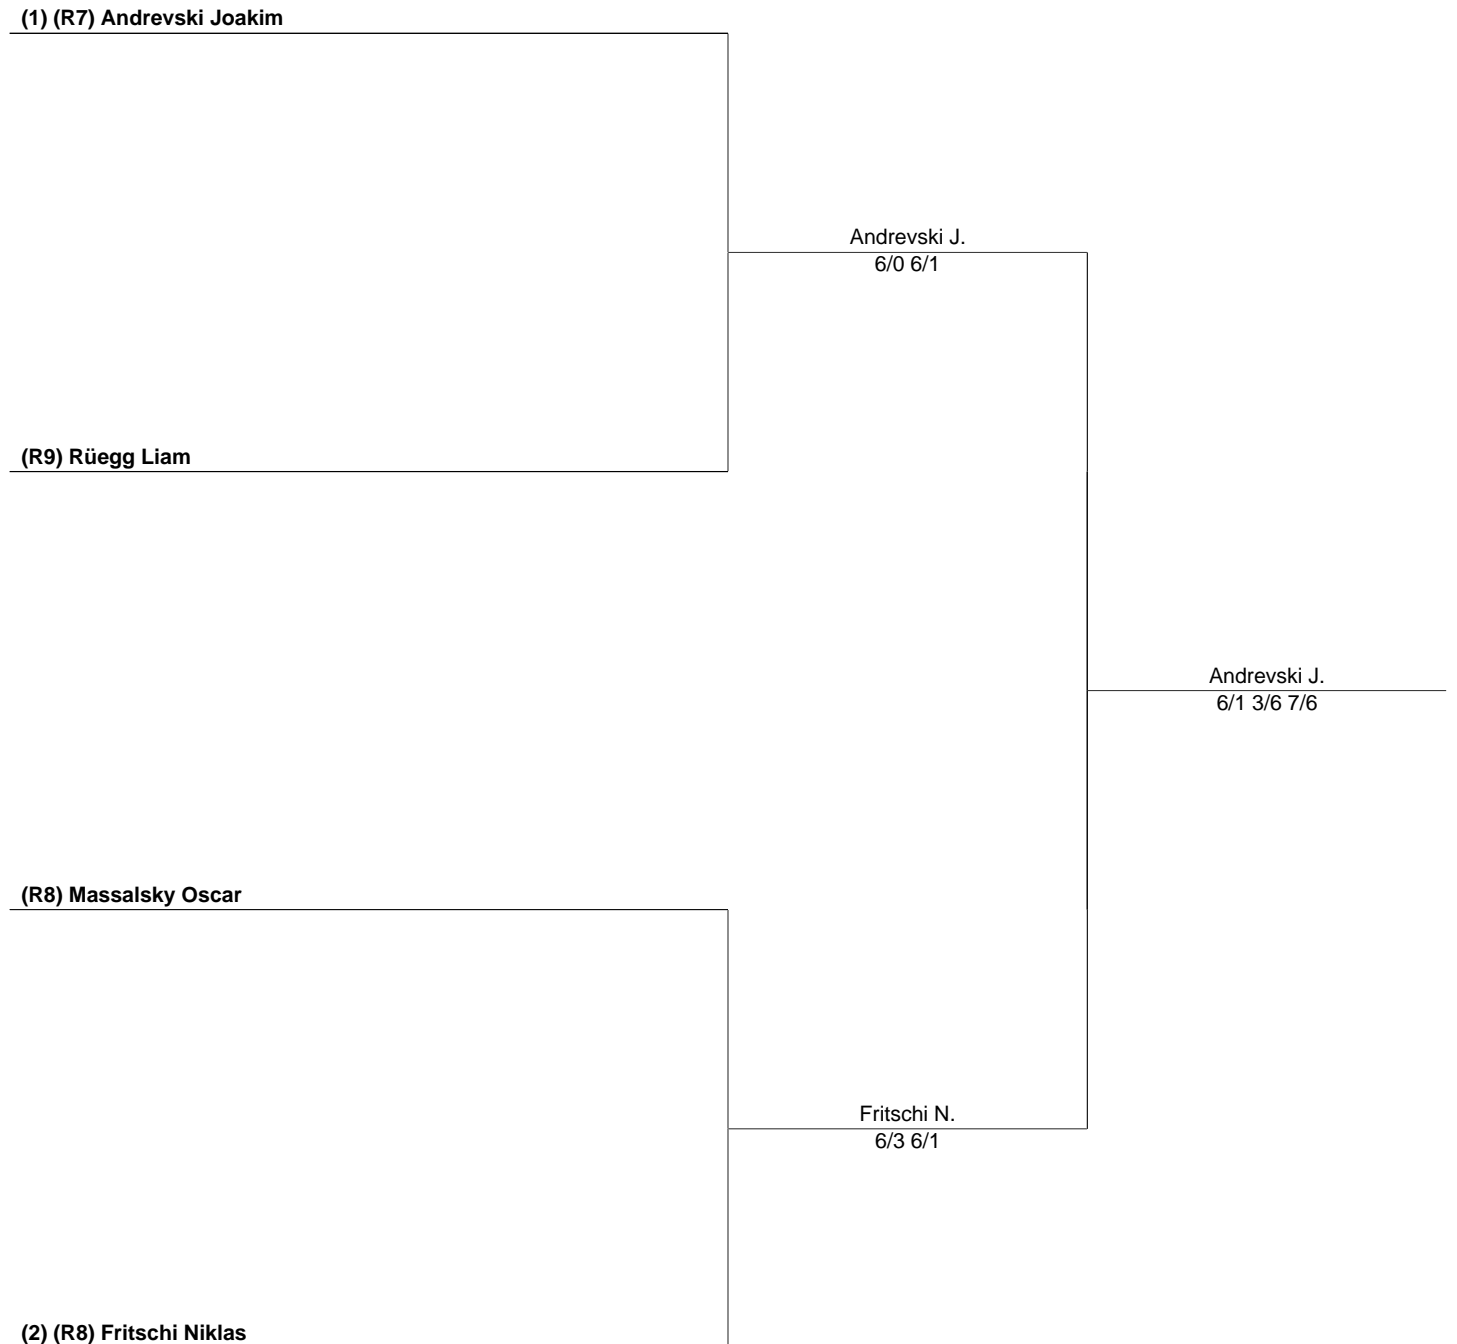 (1) (R7) Andrevski Joakim
Andrevski J.
6/0 6/1
(R9) Rüegg Liam
Andrevski J.
6/1 3/6 7/6
(R8) Massalsky Oscar
Fritschi N.
6/3 6/1
(2) (R8) Fritschi Niklas